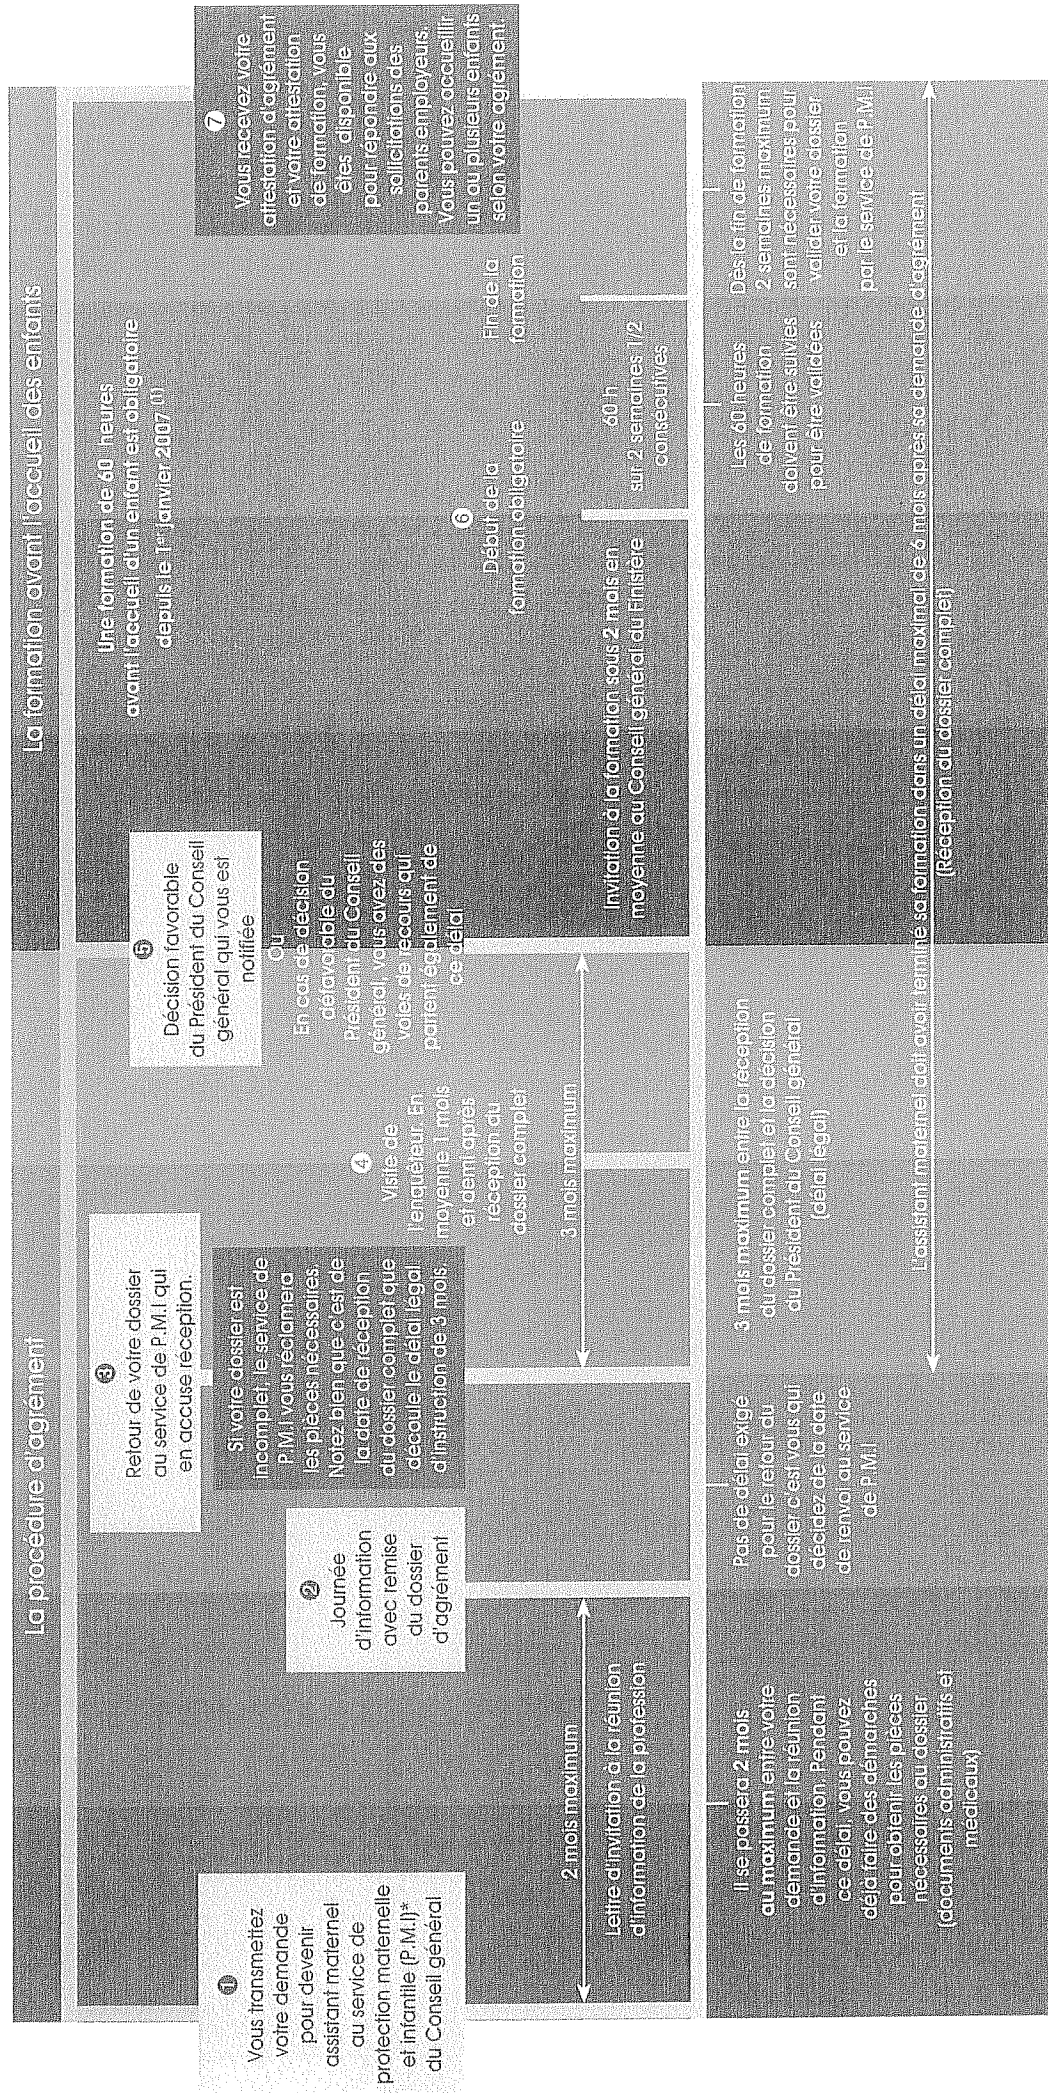 La procédure d'agrément
La formation avant l'accueil des enfants
❶
Vous transmettez
votre demande
pour devenir
assistant maternel
au service de
protection maternelle
et infantile (P.M.I)*
du Conseil général
2 mois maximum
Lettre d'invitation à la réunion
d'information de la profession
❷
Journée
d'information
avec remise
du dossier
d'agrément
❸
Retour de votre dossier
au service de P.M.I qui
en accuse réception.
Si votre dossier est
incomplet, le service de
P.M.I vous réclamera
les pièces nécessaires.
Notez bien que c'est de
la date de réception
du dossier complet que
découle le délai légal
d'instruction de 3 mois.
❹
Visite de
l'enquêteur. En
moyenne 1 mois
et demi après
réception du
dossier complet
3 mois maximum
❺
Décision favorable
du Président du Conseil
général qui vous est
notifiée
Ou
En cas de décision
défavorable du
Président du Conseil
général, vous avez des
voies de recours qui
partent également de
ce délai
Une formation de 60 heures
avant l'accueil d'un enfant est obligatoire
depuis le 1er janvier 2007 (1)
Invitation à la formation sous 2 mois en
moyenne au Conseil général du Finistère
❻
Début de la
formation obligatoire
60 h
sur 2 semaines 1/2
consécutives
Fin de la
formation
❼
Vous recevez votre
attestation d'agrément
et votre attestation
de formation, vous
êtes disponible
pour répondre aux
sollicitations des
parents employeurs.
Vous pouvez accueillir
un ou plusieurs enfants
selon votre agrément.
Il se passera 2 mois
au maximum entre votre
demande et la réunion
d'information. Pendant
ce délai, vous pouvez
déjà faire des démarches
pour obtenir les pièces
nécessaires au dossier
(documents administratifs et
médicaux)
Pas de délai exigé
pour le retour du
dossier c'est vous qui
décidez de la date
de renvoi au service
de P.M.I
3 mois maximum entre la réception
du dossier complet et la décision
du Président du Conseil général
(délai légal)
Les 60 heures
de formation
doivent être suivies
pour être validées
Dès la fin de formation
2 semaines maximum
sont nécessaires pour
valider votre dossier
et la formation
par le service de P.M.I
L'assistant maternel doit avoir terminé sa formation dans un délai maximal de 6 mois après sa demande d'agrément
(Réception du dossier complet)